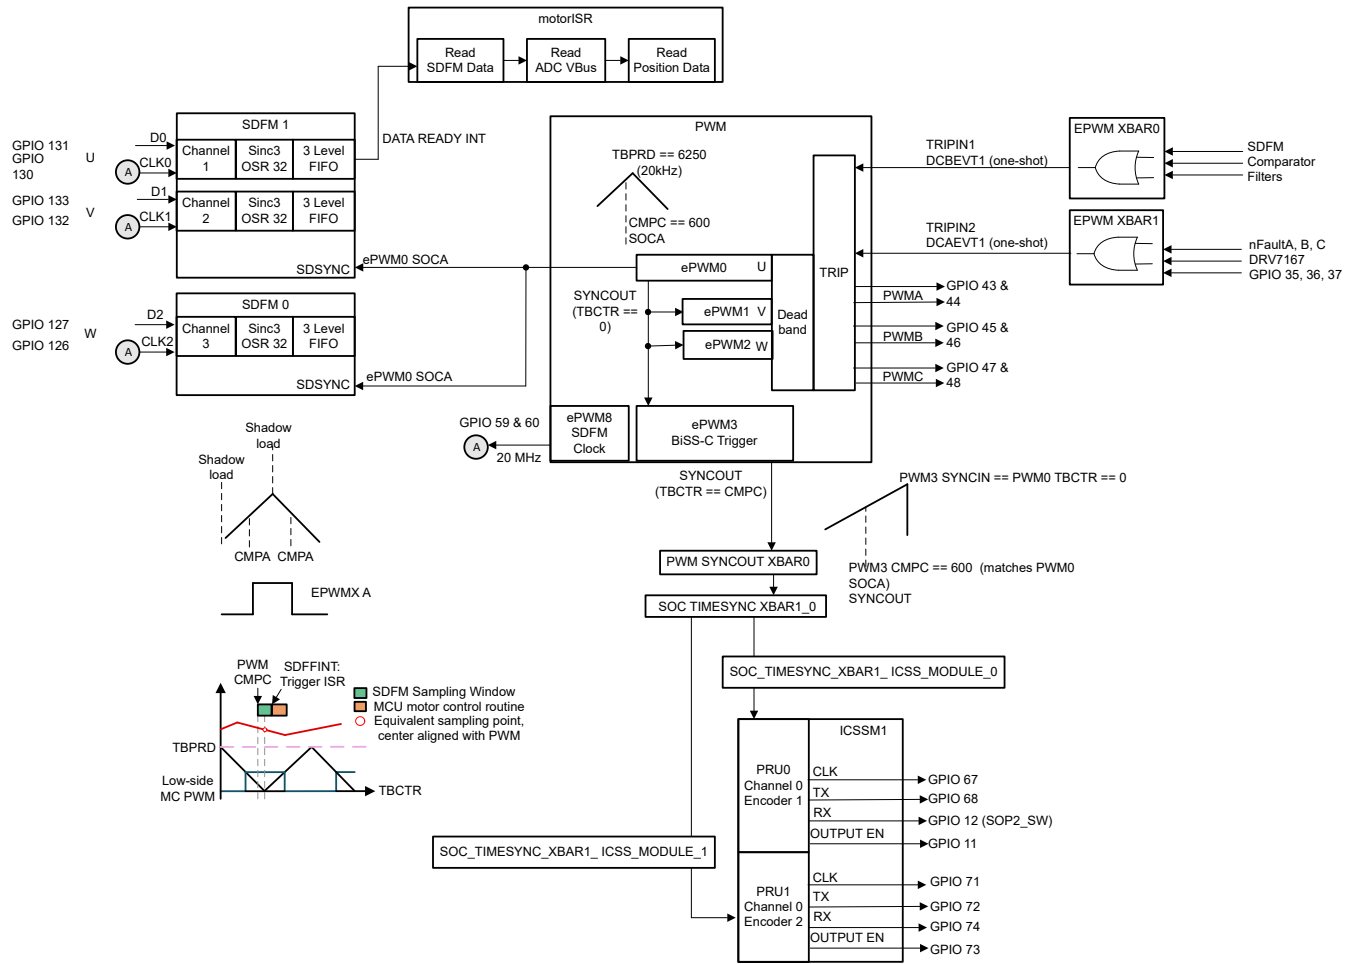 motorISR
Read
SDFM Data
Read
ADC VBus
Read
Position Data
DATA READY INT
SDFM 1
GPIO 131
GPIO
130
U
D0
CLK0
A
Channel
1
Sinc3
OSR 32
3 Level
FIFO
GPIO 133
GPIO 132
V
D1
CLK1
A
Channel
2
Sinc3
OSR 32
3 Level
FIFO
SDSYNC
ePWM0 SOCA
SDFM 0
GPIO 127
GPIO 126
W
D2
CLK2
A
Channel
3
Sinc3
OSR 32
3 Level
FIFO
SDSYNC
ePWM0 SOCA
PWM
TBPRD == 6250
(20kHz)
CMPC == 600
SOCA
ePWM0
U
SYNCOUT
(TBCTR ==
0)
ePWM1
V
ePWM2
W
Dead
band
TRIP
TRIPIN1
DCBEVT1 (one-shot)
EPWM XBAR0
SDFM
Comparator
Filters
TRIPIN2
DCAEVT1 (one-shot)
EPWM XBAR1
nFaultA, B, C
DRV7167
GPIO 35, 36, 37
PWMA
GPIO 43 &
44
PWMB
GPIO 45 &
46
PWMC
GPIO 47 &
48
GPIO 59 & 60
A
20 MHz
ePWM8
SDFM
Clock
ePWM3
BiSS-C Trigger
SYNCOUT
(TBCTR == CMPC)
PWM3 SYNCIN == PWM0 TBCTR == 0
PWM3 CMPC == 600  (matches PWM0
SOCA)
SYNCOUT
Shadow
load
Shadow
load
CMPA
CMPA
EPWMX A
PWM SYNCOUT XBAR0
SOC TIMESYNC XBAR1_0
SOC_TIMESYNC_XBAR1_ ICSS_MODULE_0
PWM
CMPC
SDFFINT:
Trigger ISR
SDFM Sampling Window
MCU motor control routine
Equivalent sampling point,
center aligned with PWM
TBPRD
Low-side
MC PWM
TBCTR
SOC_TIMESYNC_XBAR1_ ICSS_MODULE_1
ICSSM1
PRU0
Channel 0
Encoder 1
CLK
GPIO 67
TX
GPIO 68
RX
GPIO 12 (SOP2_SW)
OUTPUT EN
GPIO 11
PRU1
Channel 0
Encoder 2
CLK
GPIO 71
TX
GPIO 72
RX
GPIO 74
OUTPUT EN
GPIO 73